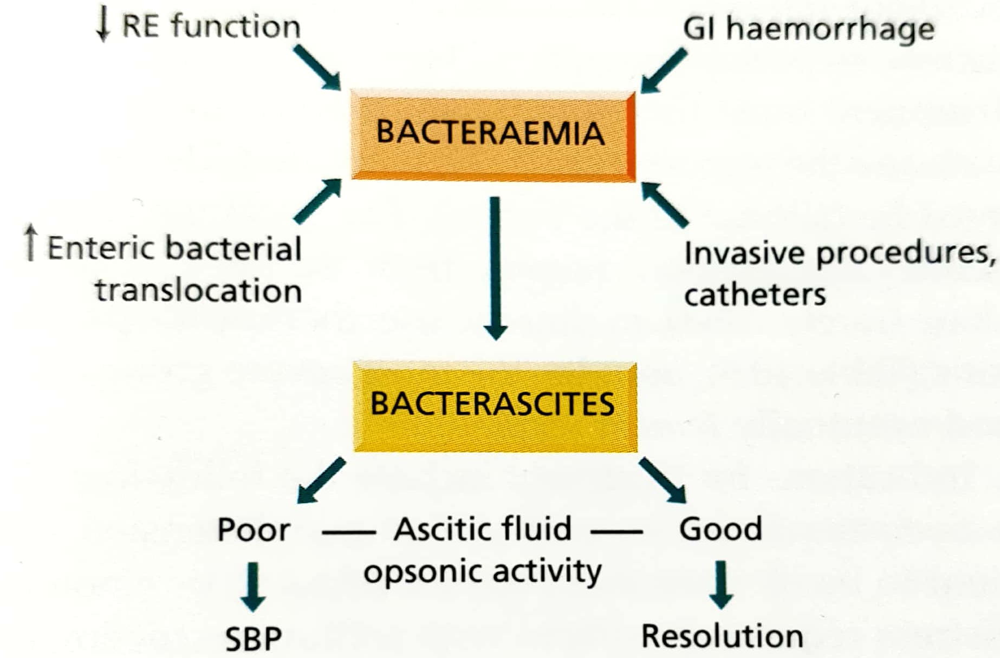 ↓ RE function
GI haemorrhage
BACTERAEMIA
↑ Enteric bacterial
translocation
Invasive procedures,
catheters
BACTERASCITES
Poor — Ascitic fluid — Good
opsonic activity
SBP
Resolution